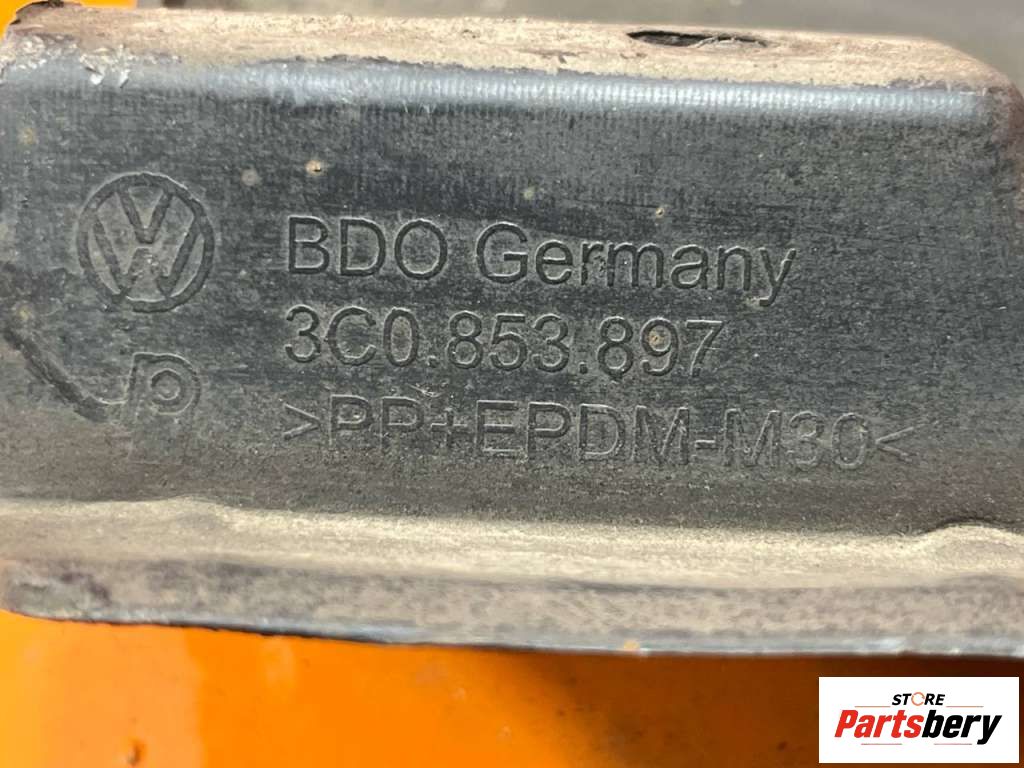 BDO Germany
3C0.853.897
>PP+EPDM-M30<
STORE
Partsbery